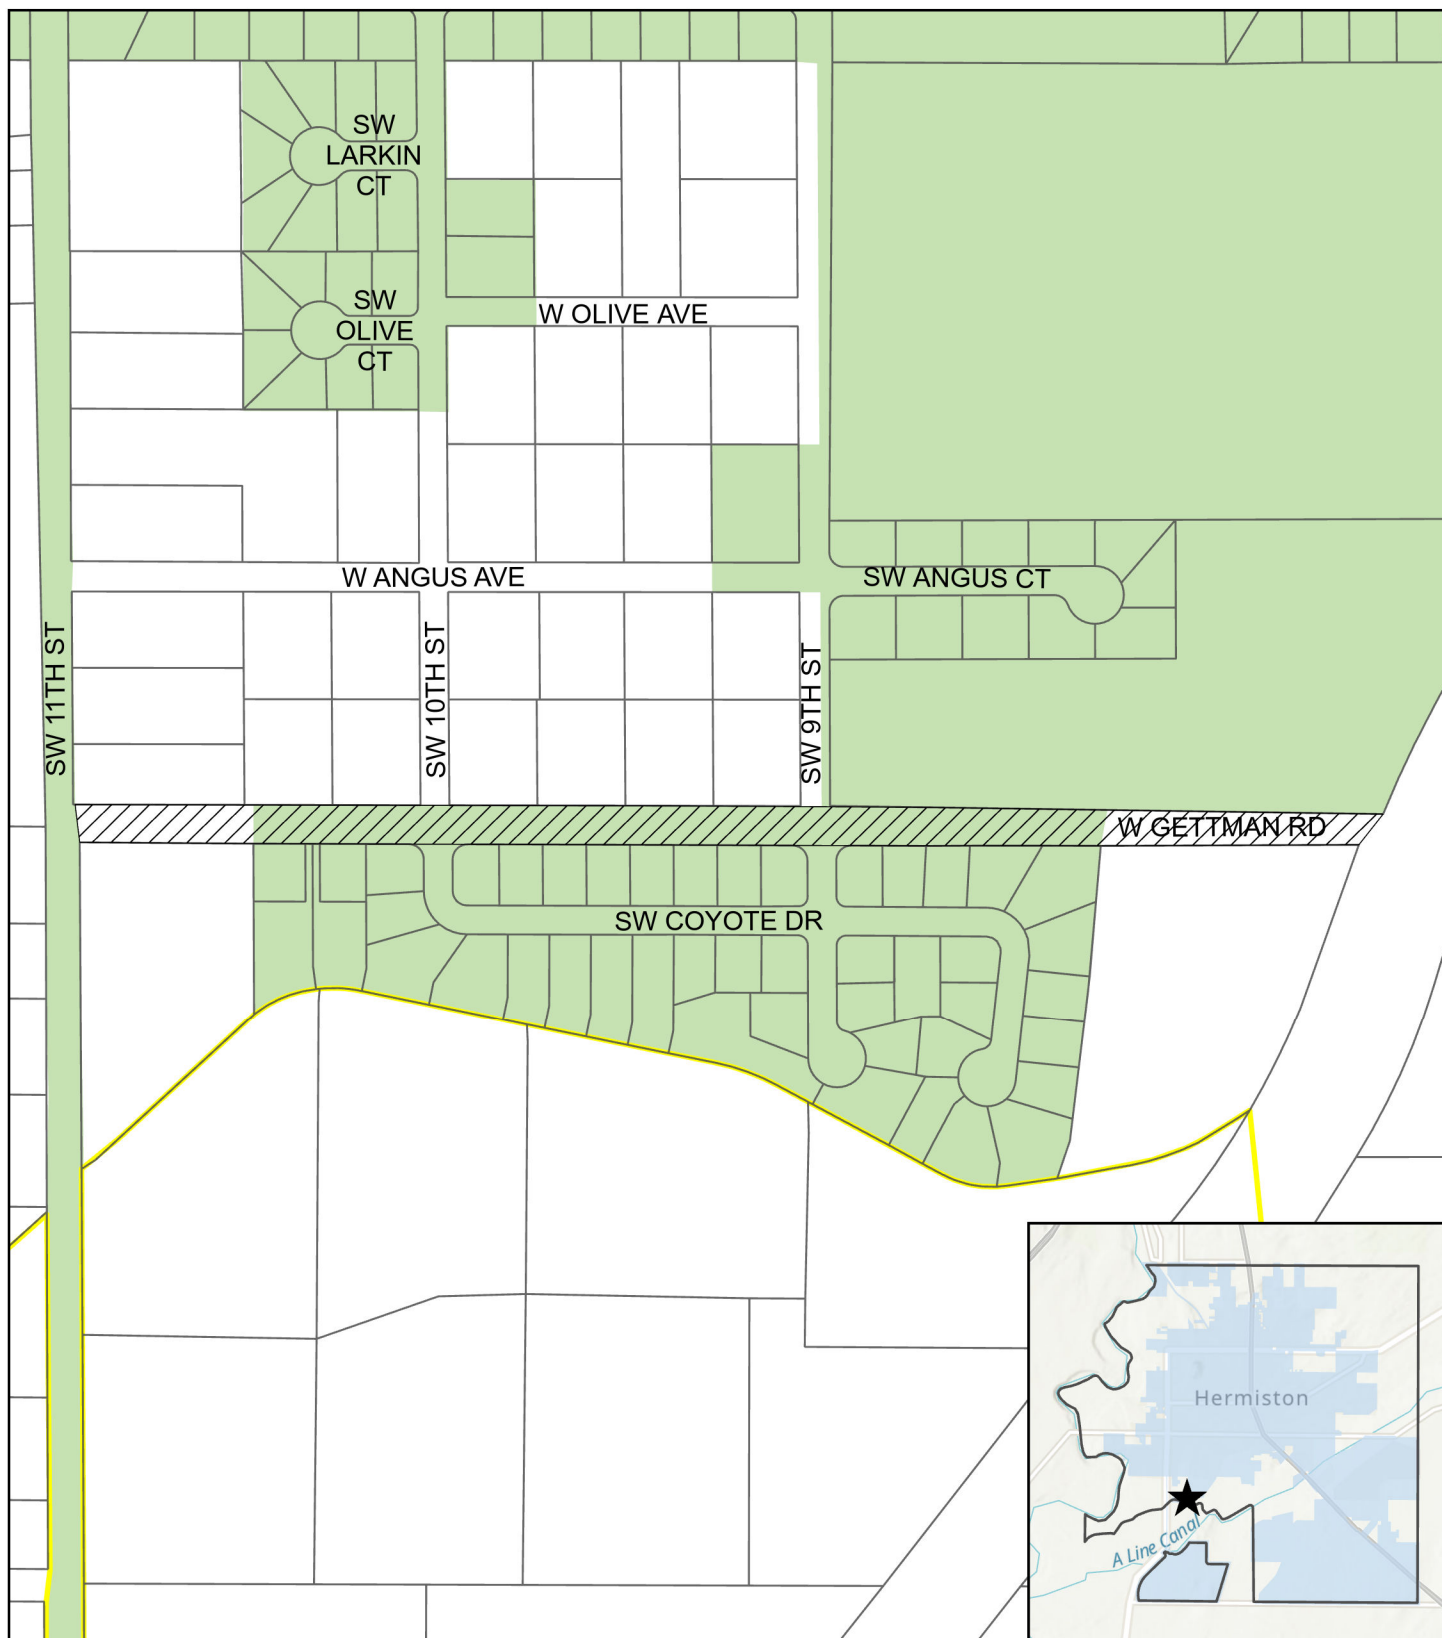 SW
LARKIN
CT
SW
OLIVE
CT
W OLIVE AVE
W ANGUS AVE
SW ANGUS CT
SW 11TH ST
SW 10TH ST
SW 9TH ST
W GETTMAN RD
SW COYOTE DR
Hermiston
A Line Canal